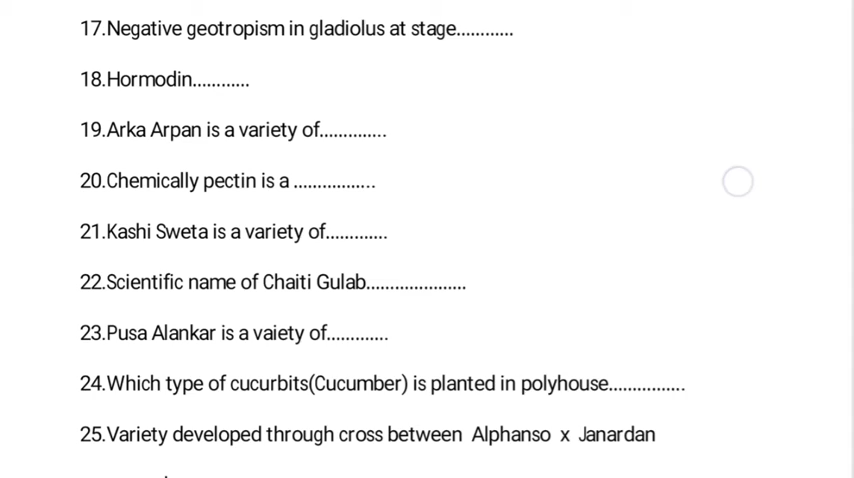 17.Negative geotropism in gladiolus at stage............
18.Hormodin............
19.Arka Arpan is a variety of..............
20.Chemically pectin is a .................
21.Kashi Sweta is a variety of.............
22.Scientific name of Chaiti Gulab.....................
23.Pusa Alankar is a vaiety of.............
24.Which type of cucurbits(Cucumber) is planted in polyhouse................
25.Variety developed through cross between Alphanso x Janardan